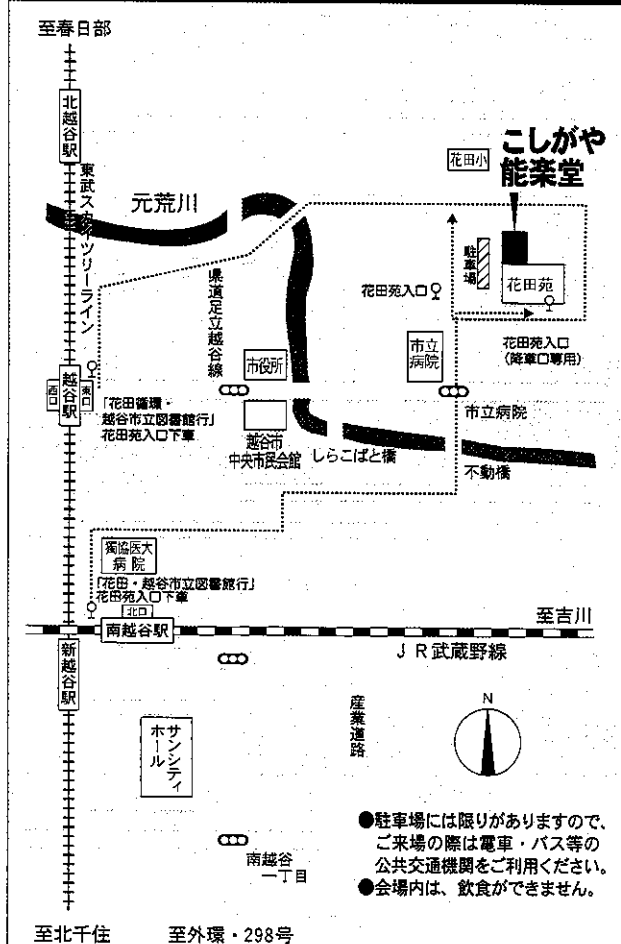 至春日部
北越谷駅
東武スカイツリーライン
元荒川
花田小
こしがや
能楽堂
駐車場
花田苑
花田苑入口
花田苑入口
(降車口専用)
県道足立越谷線
市役所
市立
病院
西口
越谷駅
東口
「花田循環・
越谷市立図書館行」
花田苑入口下車
越谷市
中央市民会館
しらこばと橋
市立病院
不動橋
獨協医大
病院
「花田・越谷市立図書館行」
花田苑入口下車
北口
南越谷駅
至吉川
JR武蔵野線
新越谷駅
サンシティ
ホール
産業道路
N
南越谷
一丁目
●駐車場には限りがありますので、
ご来場の際は電車・バス等の
公共交通機関をご利用ください。
●会場内は、飲食ができません。
至北千住
至外環・298号